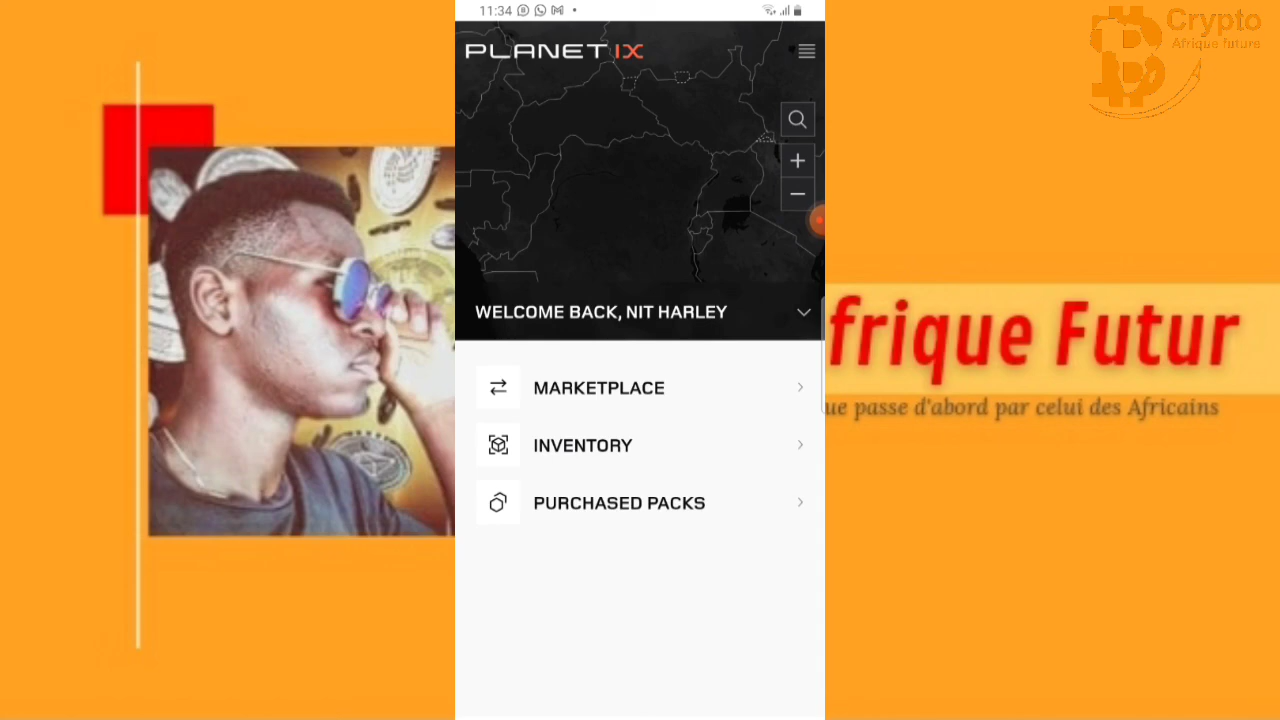 11:34
Crypto
Afrique future
PLANET IX
WELCOME BACK, NIT HARLEY
frique Futur
ue passe d'abord par celui des Africains
MARKETPLACE
INVENTORY
PURCHASED PACKS